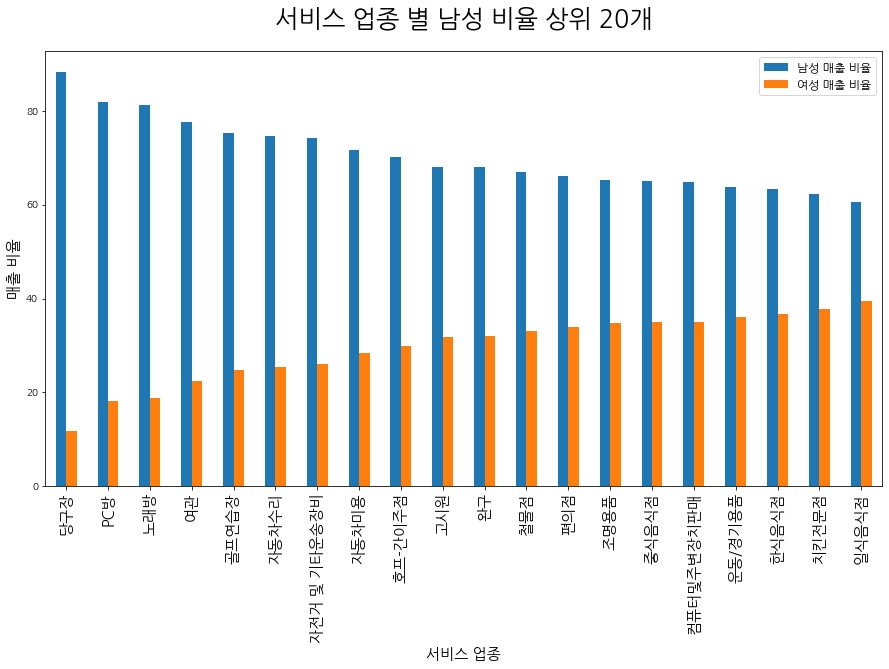 서비스 업종 별 남성 비율 상위 20개
남성 매출 비율
여성 매출 비율
매출 비율
80
60
40
20
0
당구장
PC방
노래방
여관
골프연습장
자동차수리
자전거 및 기타운송장비
자동차미용
호프-간이주점
고시원
완구
철물점
편의점
조명용품
중식음식점
컴퓨터및주변장치판매
운동/경기용품
한식음식점
치킨전문점
일식음식점
서비스 업종